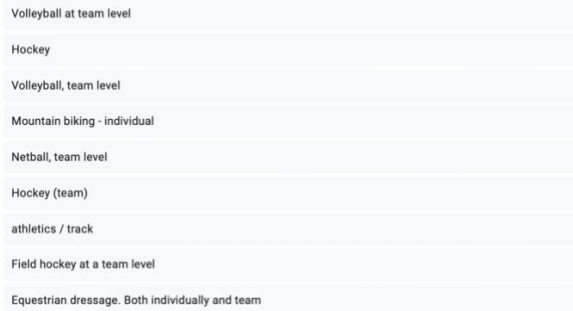 Volleyball at team level
Hockey
Volleyball, team level
Mountain biking - individual
Netball, team level
Hockey (team)
athletics / track
Field hockey at a team level
Equestrian dressage. Both individually and team